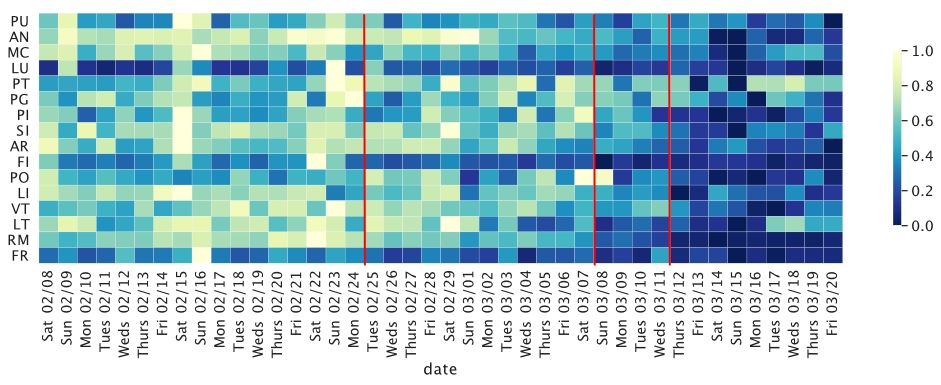 PU
AN
MC
LU
PT
PG
PI
SI
AR
FI
PO
LI
VT
LT
RM
FR
1.0
0.8
0.6
0.4
0.2
0.0
Sat 02/08
Sun 02/09
Mon 02/10
Tues 02/11
Weds 02/12
Thurs 02/13
Fri 02/14
Sat 02/15
Sun 02/16
Mon 02/17
Tues 02/18
Weds 02/19
Thurs 02/20
Fri 02/21
Sat 02/22
Sun 02/23
Mon 02/24
Tues 02/25
Weds 02/26
Thurs 02/27
Fri 02/28
Sat 02/29
Sun 03/01
Mon 03/02
Tues 03/03
Weds 03/04
Thurs 03/05
Fri 03/06
Sat 03/07
Sun 03/08
Mon 03/09
Tues 03/10
Weds 03/11
Thurs 03/12
Fri 03/13
Sat 03/14
Sun 03/15
Mon 03/16
Tues 03/17
Weds 03/18
Thurs 03/19
Fri 03/20
date